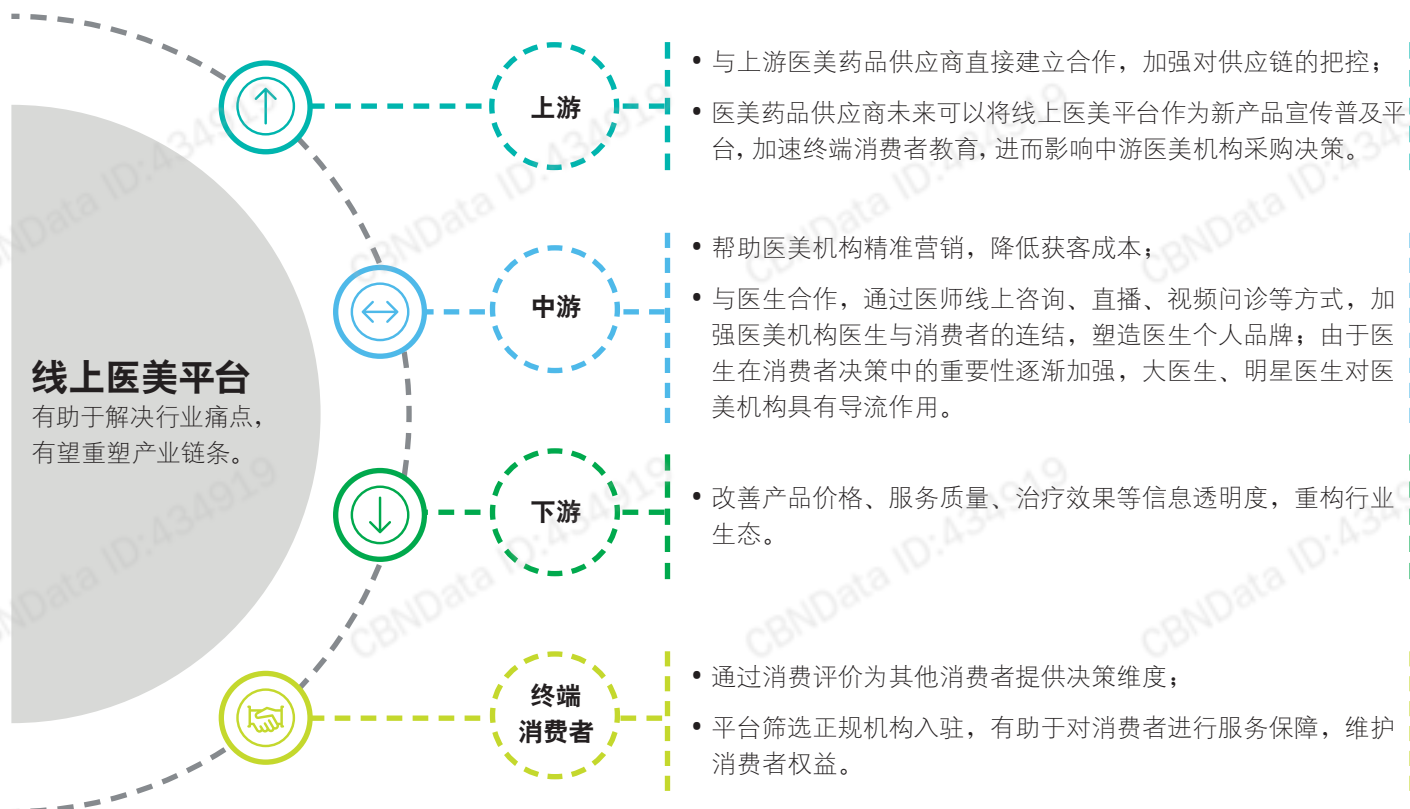 线上医美平台
有助于解决行业痛点，
有望重塑产业链条。
上游
• 与上游医美药品供应商直接建立合作，加强对供应链的把控；
• 医美药品供应商未来可以将线上医美平台作为新产品宣传普及平
台，加速终端消费者教育，进而影响中游医美机构采购决策。
中游
• 帮助医美机构精准营销，降低获客成本；
• 与医生合作，通过医师线上咨询、直播、视频问诊等方式，加
强医美机构医生与消费者的连结，塑造医生个人品牌；由于医
生在消费者决策中的重要性逐渐加强，大医生、明星医生对医
美机构具有导流作用。
下游
• 改善产品价格、服务质量、治疗效果等信息透明度，重构行业
生态。
终端
消费者
• 通过消费评价为其他消费者提供决策维度；
• 平台筛选正规机构入驻，有助于对消费者进行服务保障，维护
消费者权益。
CBNData ID:434919